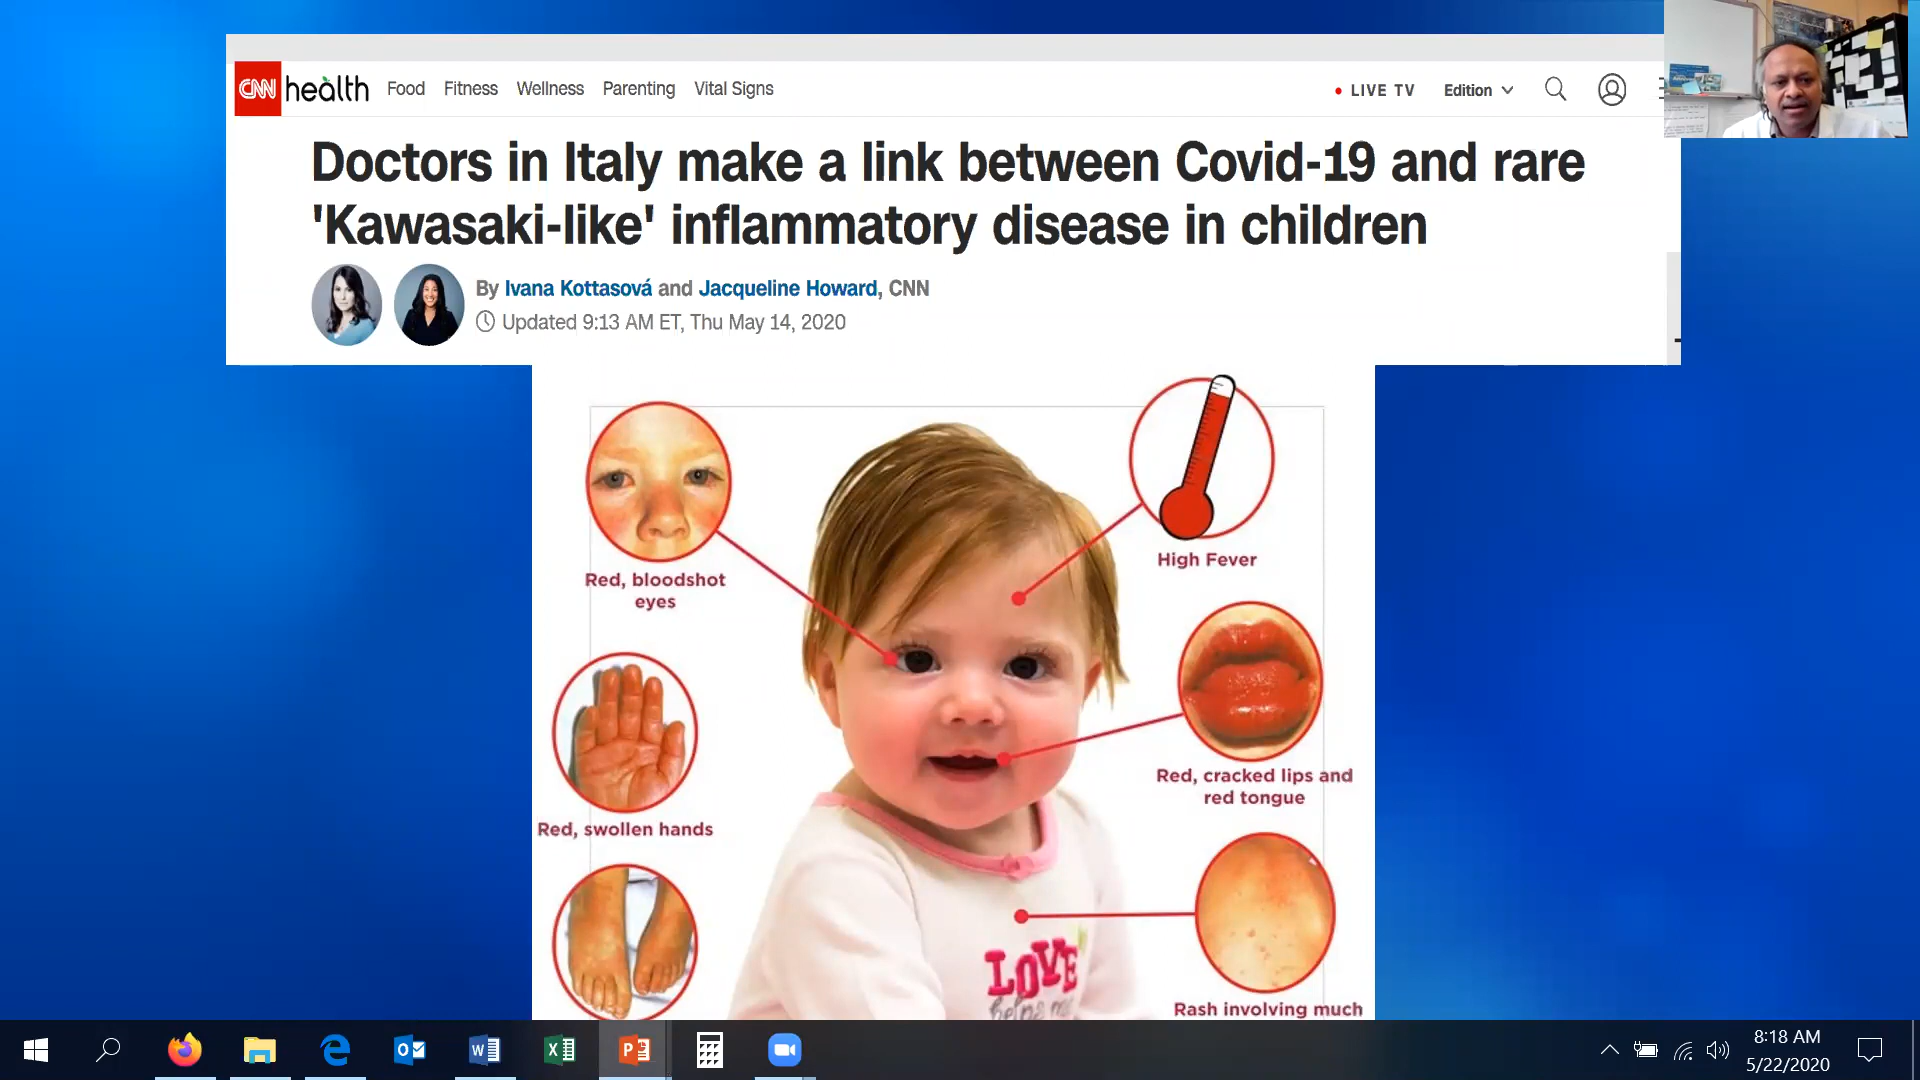 CNN health Food Fitness Wellness Parenting Vital Signs LIVE TV Edition
Doctors in Italy make a link between Covid-19 and rare
'Kawasaki-like' inflammatory disease in children
By Ivana Kottasová and Jacqueline Howard, CNN
Updated 9:13 AM ET, Thu May 14, 2020
High Fever
Red, bloodshot
eyes
Red, cracked lips and
red tongue
Red, swollen hands
LOVE
helps me
Rash involving much
8:18 AM
5/22/2020